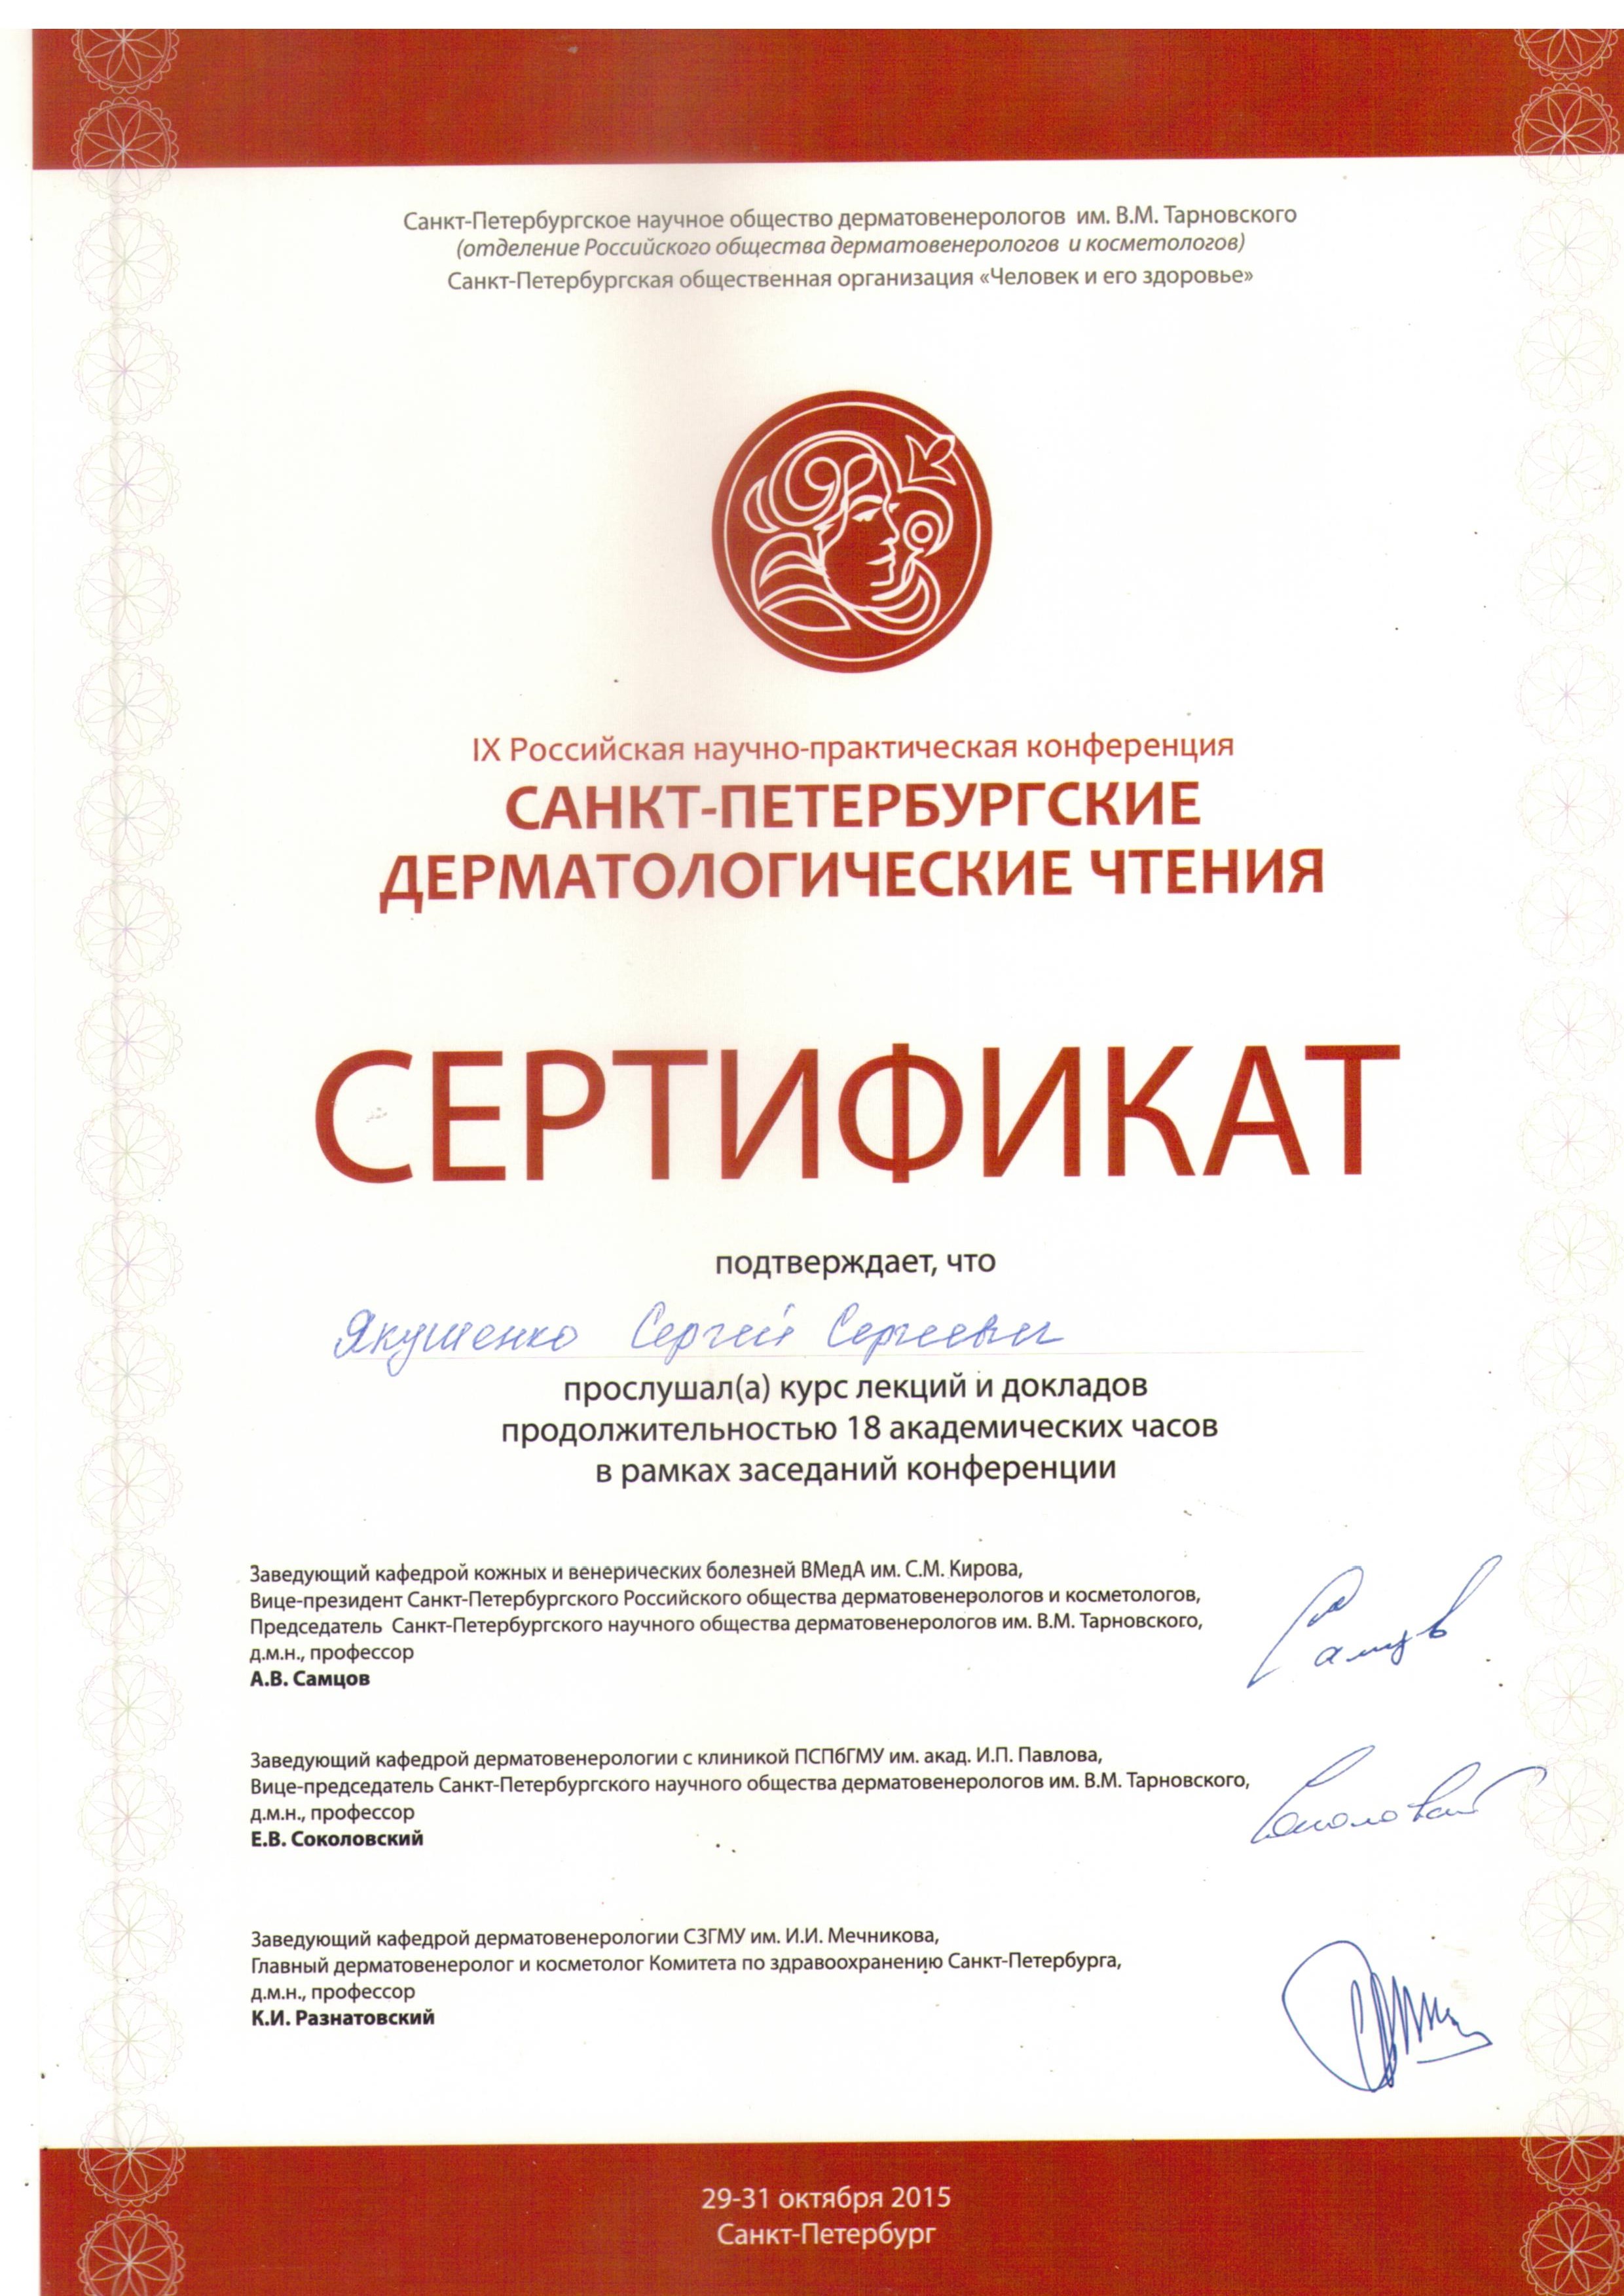 Санкт-Петербургское научное общество дерматовенерологов им. В.М. Тарновского
(отделение Российского общества дерматовенерологов и косметологов)
Санкт-Петербургская общественная организация «Человек и его здоровье»
IX Российская научно-практическая конференция
САНКТ-ПЕТЕРБУРГСКИЕ
ДЕРМАТОЛОГИЧЕСКИЕ ЧТЕНИЯ
СЕРТИФИКАТ
подтверждает, что
Якушенко Сергей Сергеевич
прослушал(а) курс лекций и докладов
продолжительностью 18 академических часов
в рамках заседаний конференции
Заведующий кафедрой кожных и венерических болезней ВМедА им. С.М. Кирова,
Вице-президент Санкт-Петербургского Российского общества дерматовенерологов и косметологов,
Председатель Санкт-Петербургского научного общества дерматовенерологов им. В.М. Тарновского,
д.м.н., профессор
А.В. Самцов
Самцов
Заведующий кафедрой дерматовенерологии с клиникой ПСПбГМУ им. акад. И.П. Павлова,
Вице-председатель Санкт-Петербургского научного общества дерматовенерологов им. В.М. Тарновского,
д.м.н., профессор
Е.В. Соколовский
Заведующий кафедрой дерматовенерологии СЗГМУ им. И.И. Мечникова,
Главный дерматовенеролог и косметолог Комитета по здравоохранению Санкт-Петербурга,
д.м.н., профессор
К.И. Разнатовский
29-31 октября 2015
Санкт-Петербург